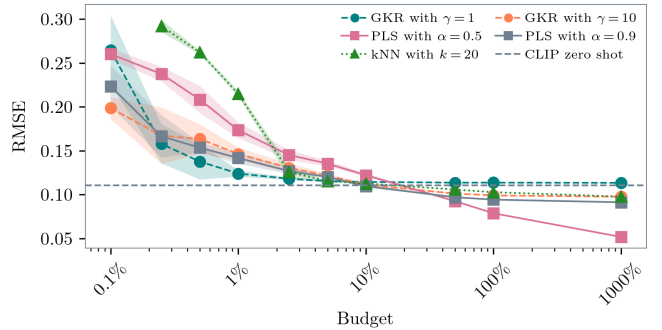 GKR with γ = 1
GKR with γ = 10
PLS with α = 0.5
PLS with α = 0.9
kNN with k = 20
CLIP zero shot
RMSE
0.30
0.25
0.20
0.15
0.10
0.05
0.1%
1%
10%
100%
1000%
Budget